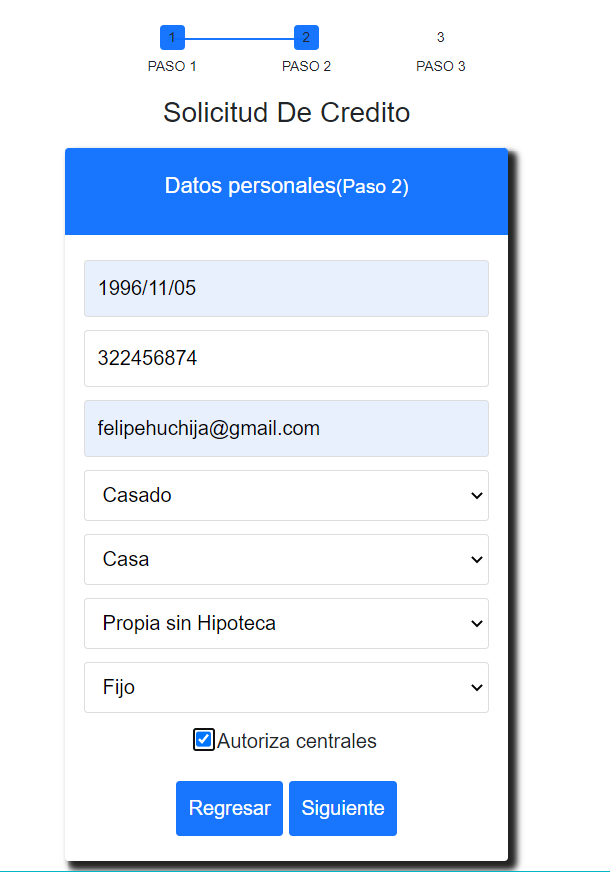 1 2 3
PASO 1 PASO 2 PASO 3
Solicitud De Credito
Datos personales(Paso 2)
1996/11/05
322456874
felipehuchija@gmail.com
Casado
Casa
Propia sin Hipoteca
Fijo
Autoriza centrales
Regresar Siguiente